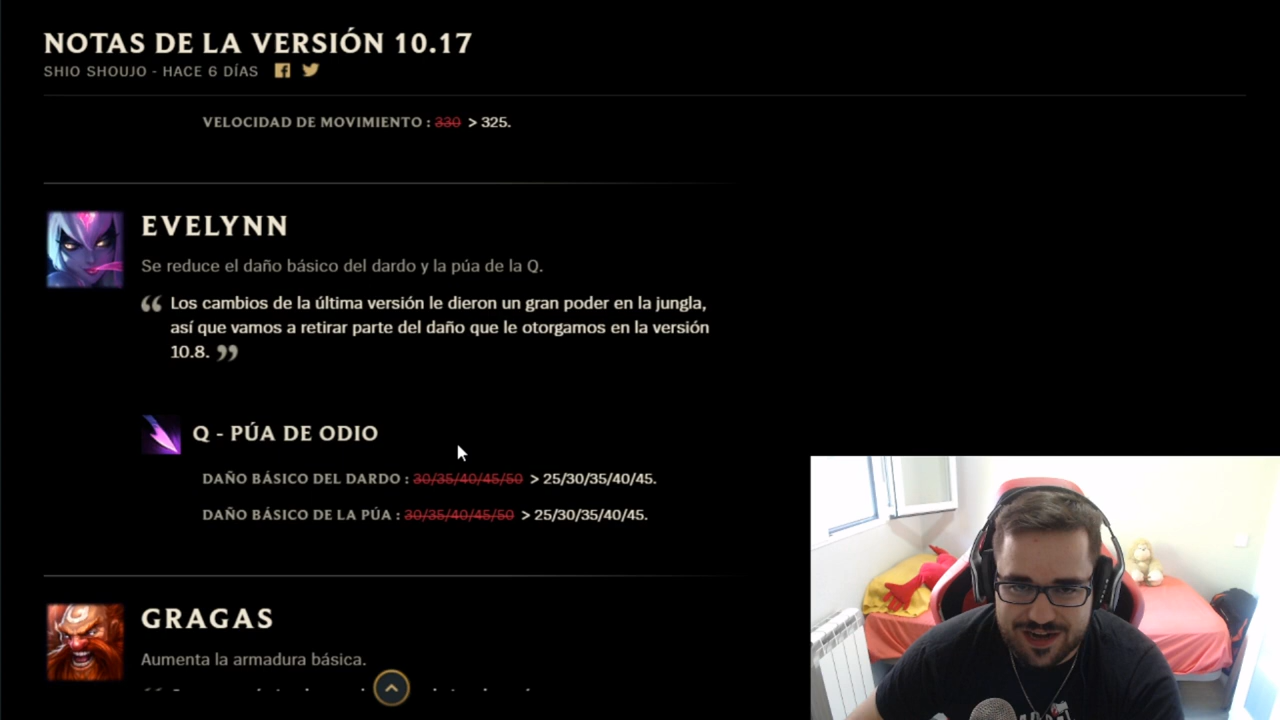 NOTAS DE LA VERSIÓN 10.17
SHIO SHOUJO - HACE 6 DÍAS
VELOCIDAD DE MOVIMIENTO : 330 > 325.
EVELYNN
Se reduce el daño básico del dardo y la púa de la Q.
“ Los cambios de la última versión le dieron un gran poder en la jungla,
así que vamos a retirar parte del daño que le otorgamos en la versión
10.8. ”
Q - PÚA DE ODIO
DAÑO BÁSICO DEL DARDO : 30/35/40/45/50 > 25/30/35/40/45.
DAÑO BÁSICO DE LA PÚA : 30/35/40/45/50 > 25/30/35/40/45.
GRAGAS
Aumenta la armadura básica.